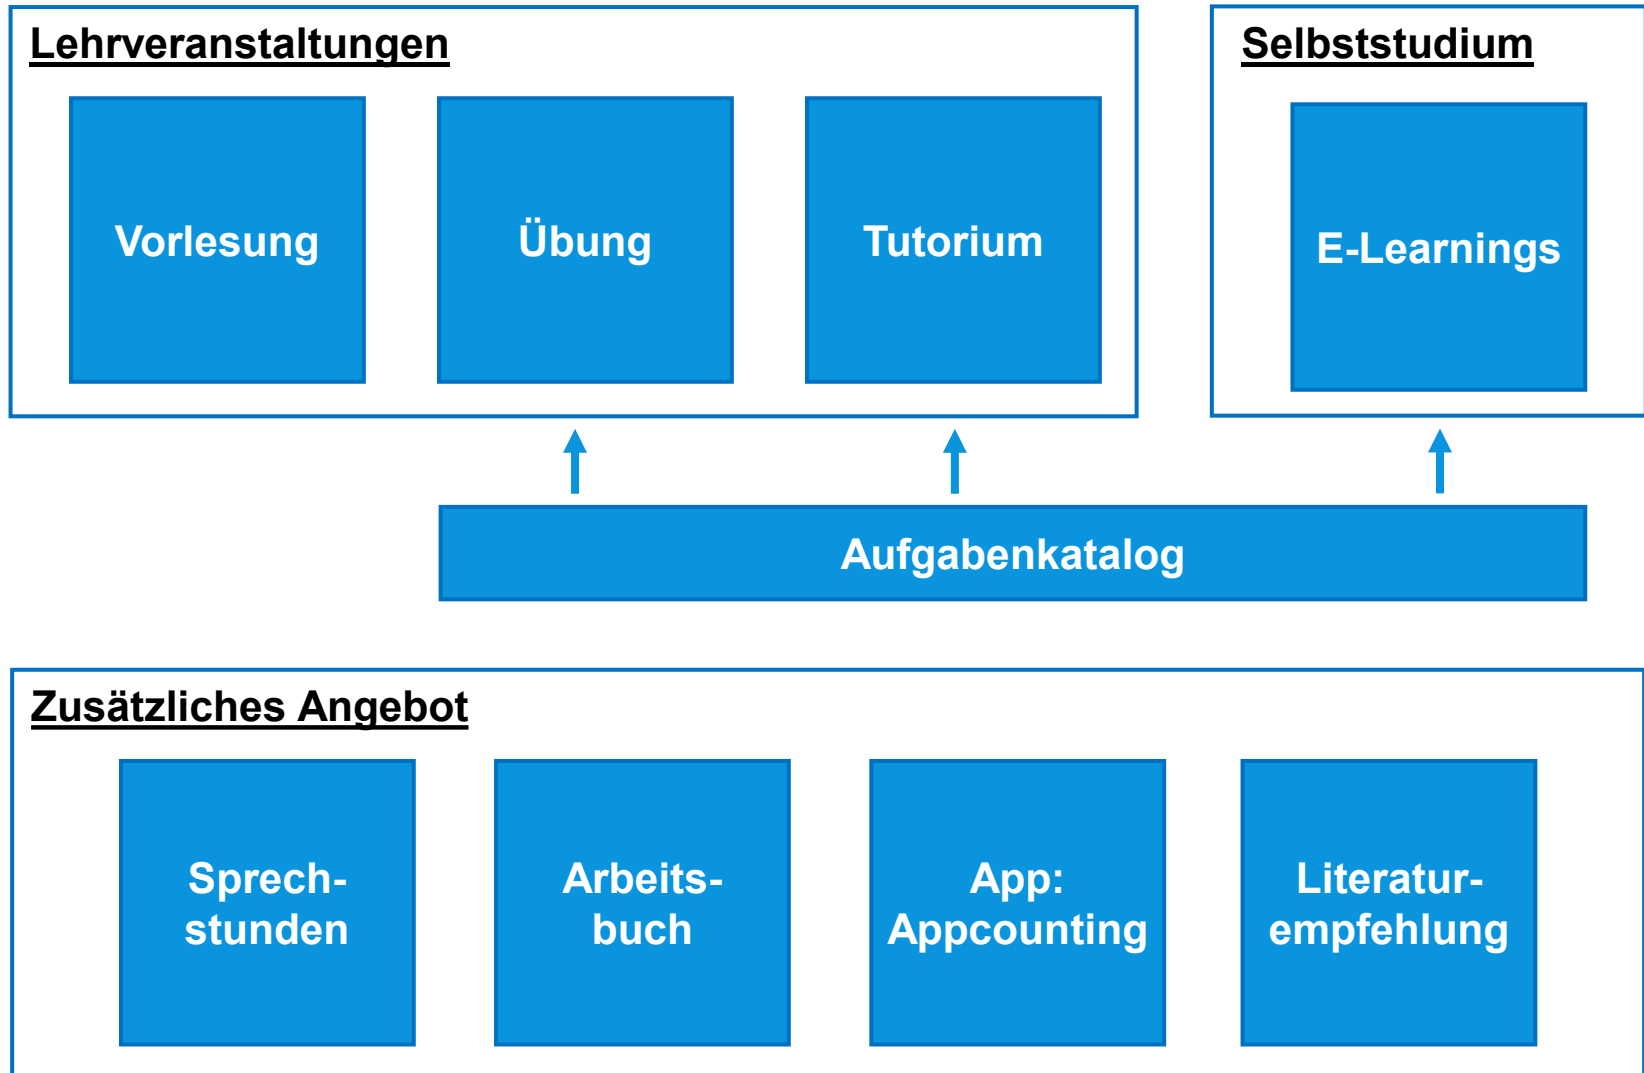 Lehrveranstaltungen
Vorlesung
Übung
Tutorium
Selbststudium
E-Learnings
Aufgabenkatalog
Zusätzliches Angebot
Sprech-
stunden
Arbeits-
buch
App:
Appcounting
Literatur-
empfehlung